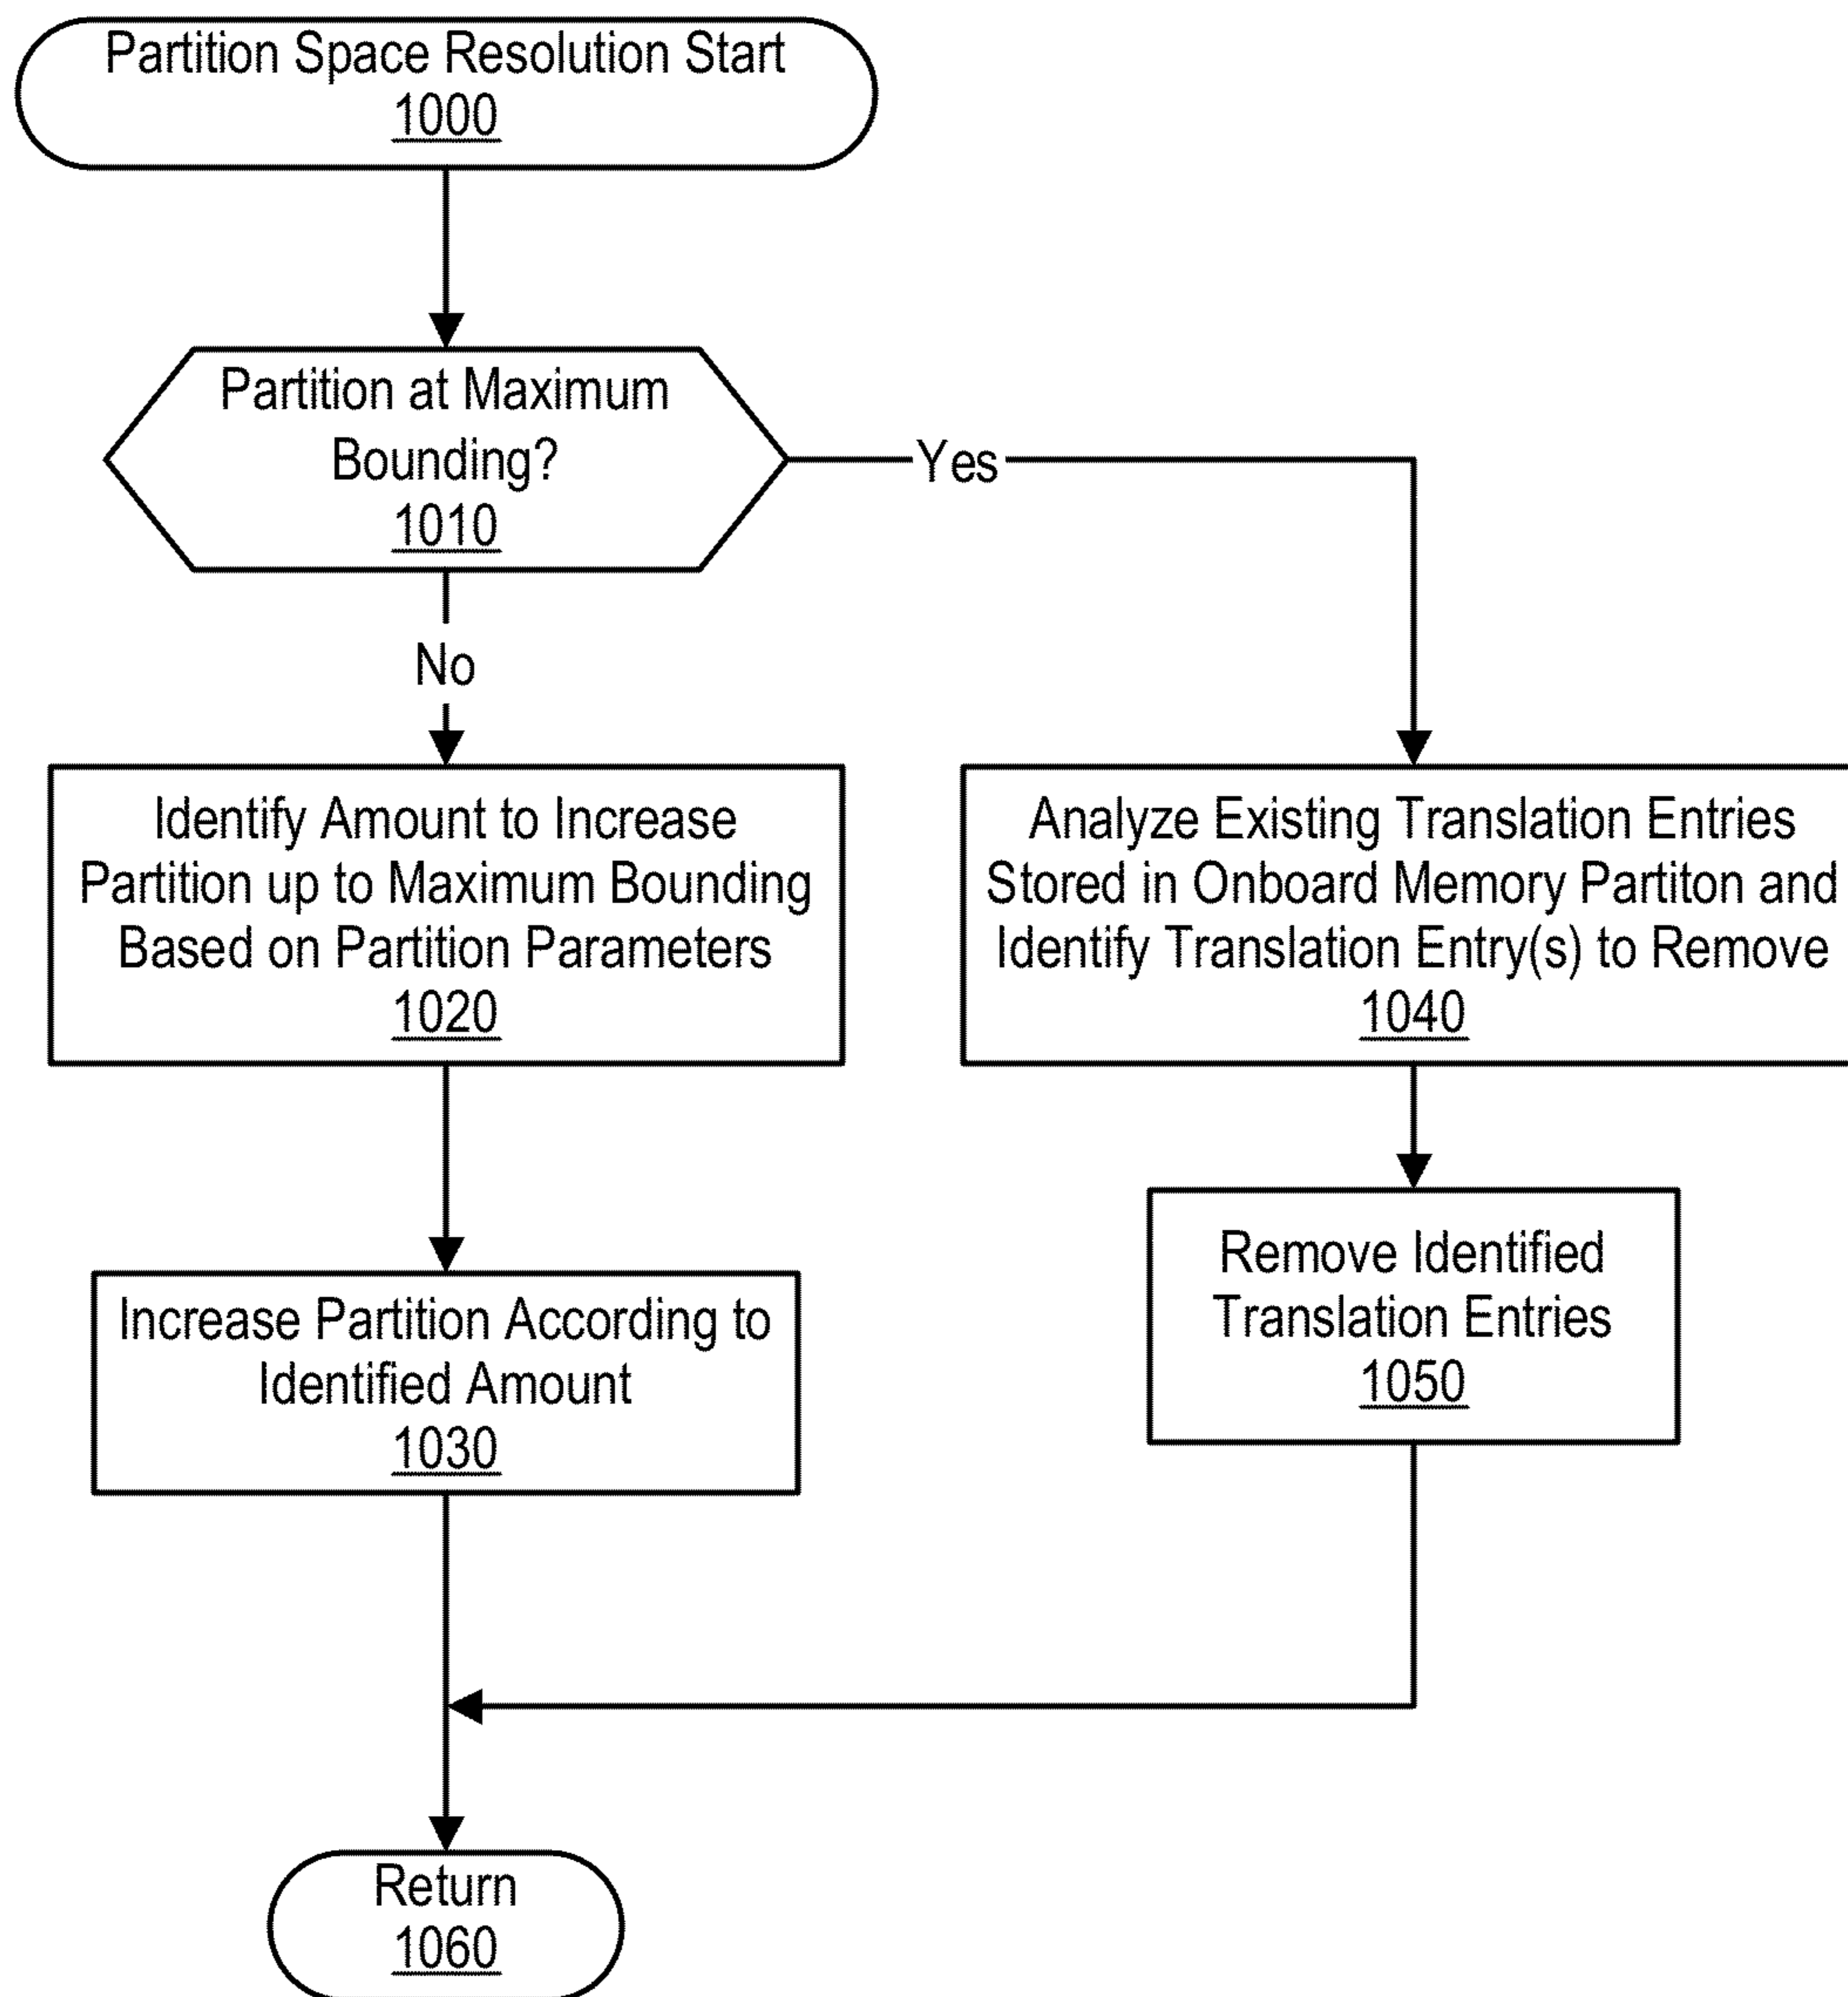 Partition Space Resolution Start
1000
Partition at Maximum
Bounding?
1010
Yes
No
Identify Amount to Increase
Partition up to Maximum Bounding
Based on Partition Parameters
1020
Analyze Existing Translation Entries
Stored in Onboard Memory Partiton and
Identify Translation Entry(s) to Remove
1040
Increase Partition According to
Identified Amount
1030
Remove Identified
Translation Entries
1050
Return
1060